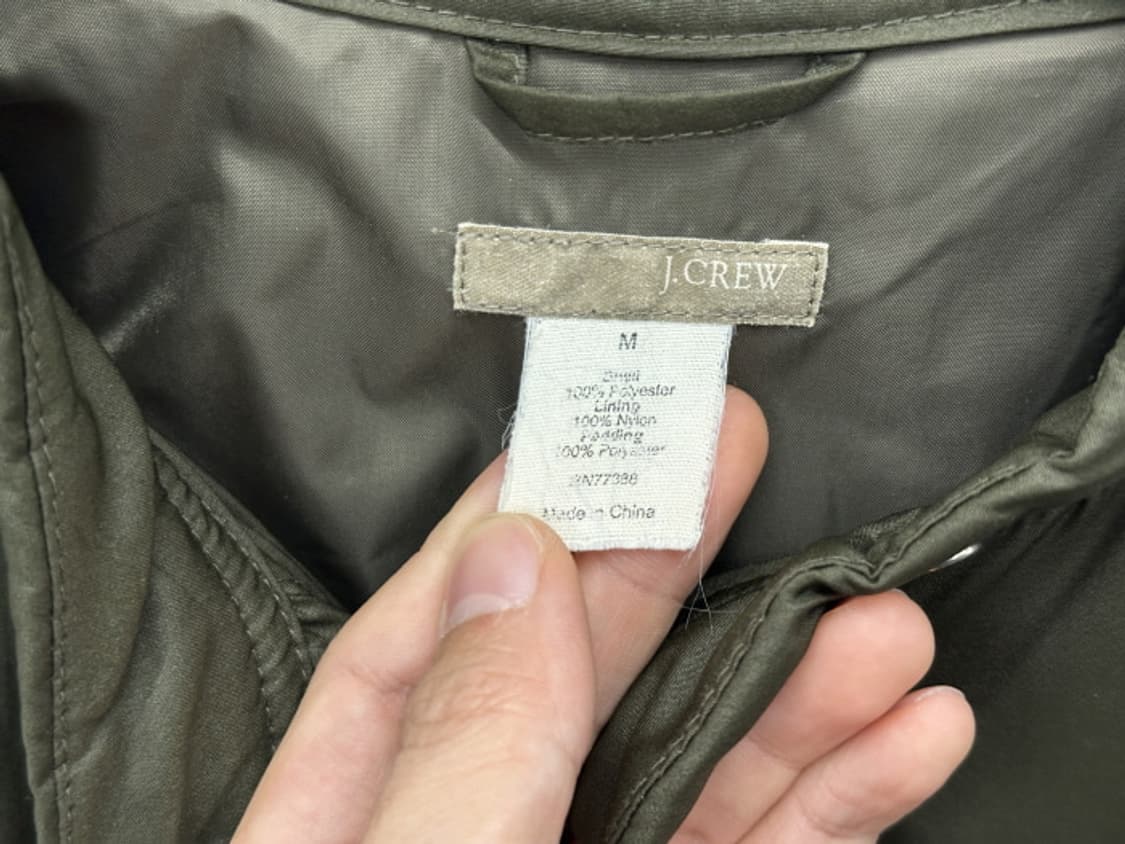 J.CREW
M
Shell
100% Polyester
Lining
100% Nylon
Padding
100% Polyester
Made in China